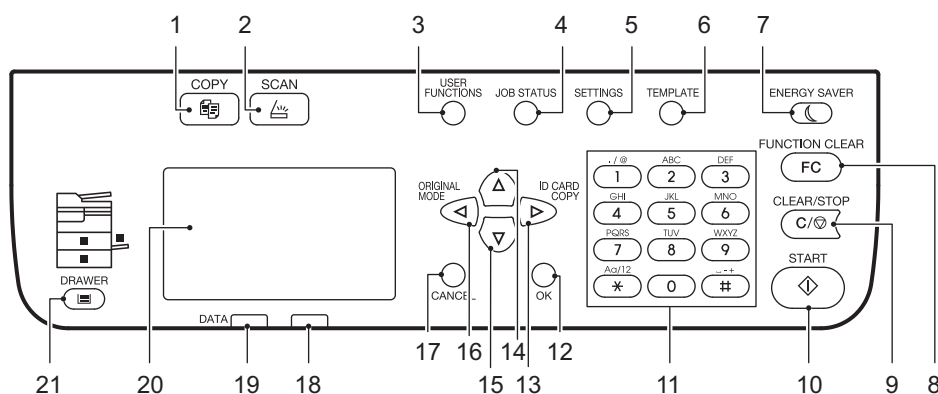 1 2 3 4 5 6 7
COPY SCAN
USER FUNCTIONS JOB STATUS SETTINGS TEMPLATE ENERGY SAVER
FUNCTION CLEAR
FC
ORIGINAL MODE
ID CARD COPY
. / @ ABC DEF
1 2 3
GHI JKL MNO
4 5 6
PQRS TUV WXYZ
7 8 9
Aa/12 - +
* 0 #
CLEAR/STOP
C/
START
DRAWER
CANCEL
OK
DATA
21 20 19 18 17 16 15 14 13 12 11 10 9 8